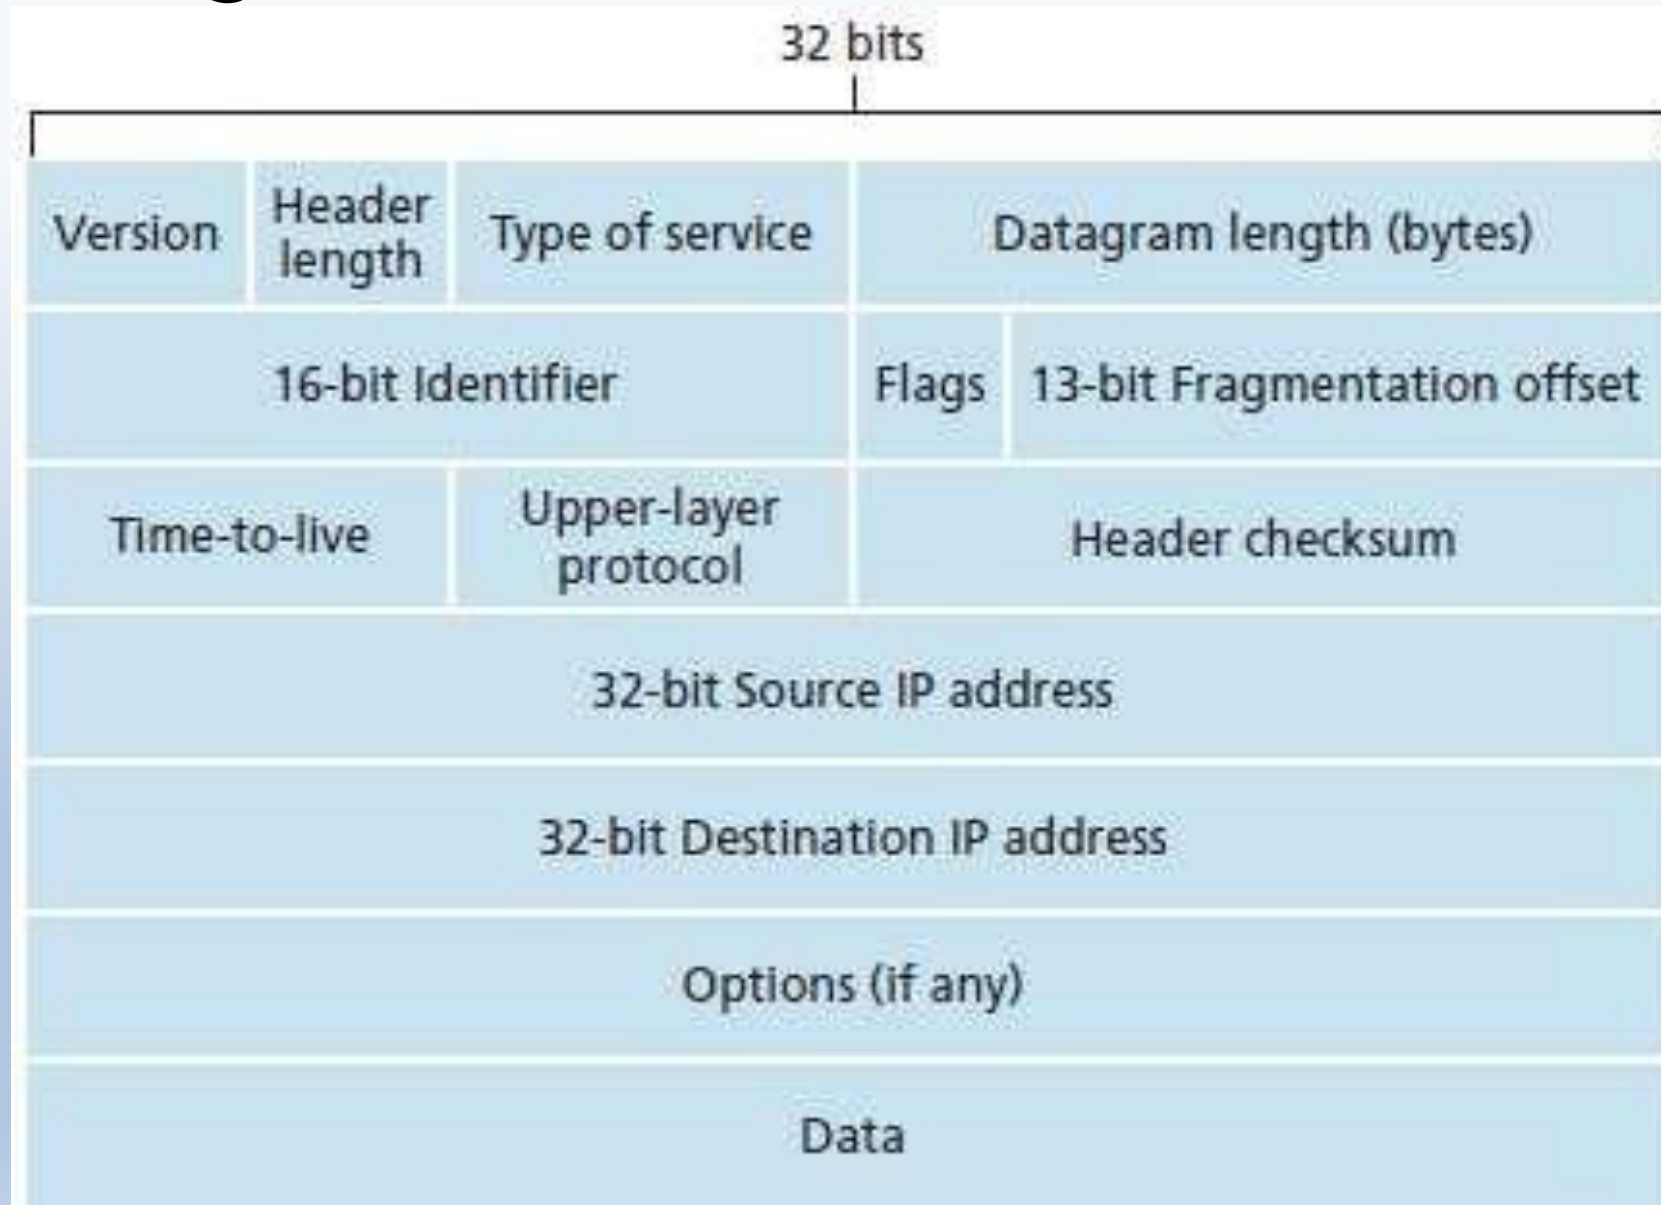 32 bits
Version
Header
length
Type of service
Datagram length (bytes)
16-bit Identifier
Flags
13-bit Fragmentation offset
Time-to-live
Upper-layer
protocol
Header checksum
32-bit Source IP address
32-bit Destination IP address
Options (if any)
Data